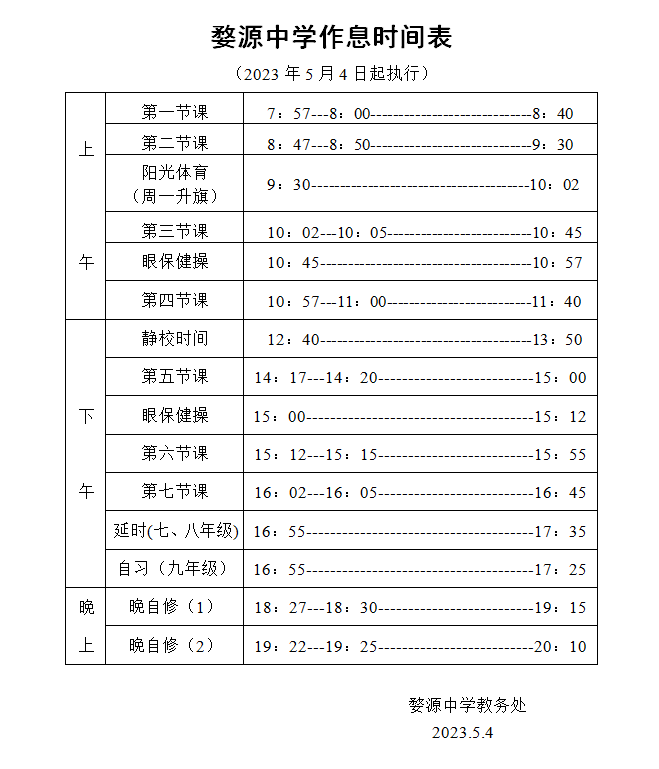 婺源中学作息时间表
（2023 年 5 月 4 日起执行）
上午
第一节课 7：57---8：00----------------------------8：40
第二节课 8：47---8：50----------------------------9：30
阳光体育
（周一升旗） 9：30--------------------------------------10：02
第三节课 10：02---10：05-------------------------10：45
眼保健操 10：45-------------------------------------10：57
第四节课 10：57---11：00-------------------------11：40
下午
静校时间 12：40-------------------------------------13：50
第五节课 14：17---14：20---------------------------15：00
眼保健操 15：00----------------------------------------15：12
第六节课 15：12---15：15---------------------------15：55
第七节课 16：02---16：05---------------------------16：45
延时(七、八年级) 16：55----------------------------------------17：35
自习（九年级） 16：55----------------------------------------17：25
晚上
晚自修（1） 18：27---18：30---------------------------19：15
晚自修（2） 19：22---19：25---------------------------20：10
婺源中学教务处
2023.5.4